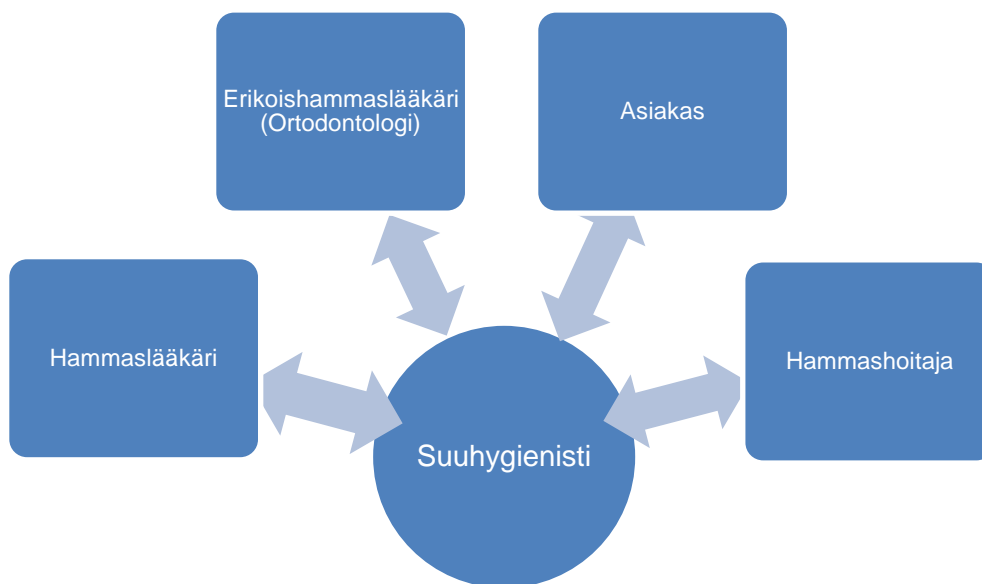 Erikoishammaslääkäri
(Ortodontologi)
Asiakas
Hammaslääkäri
Hammashoitaja
Suuhygienisti